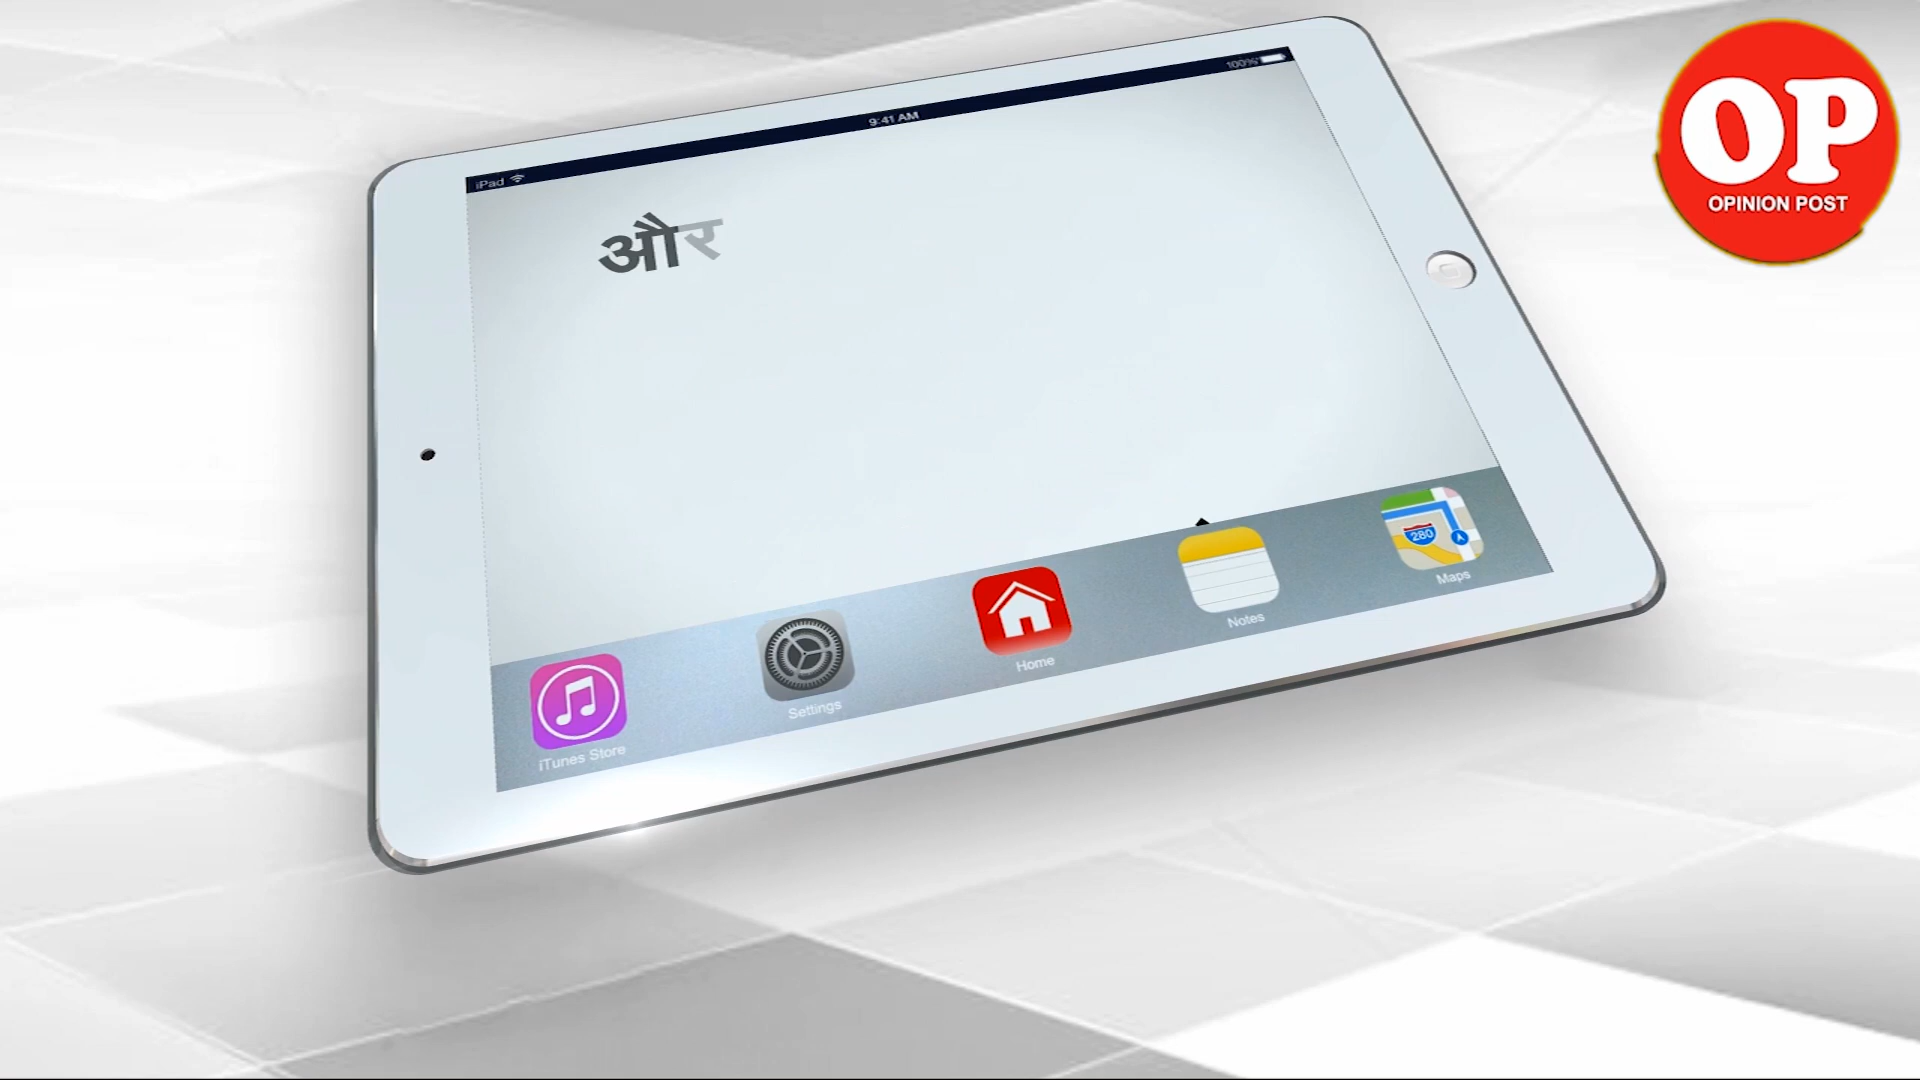 iPad
9:41 AM
100%
और
OP
OPINION POST
280
iTunes Store
Settings
Home
Notes
Maps